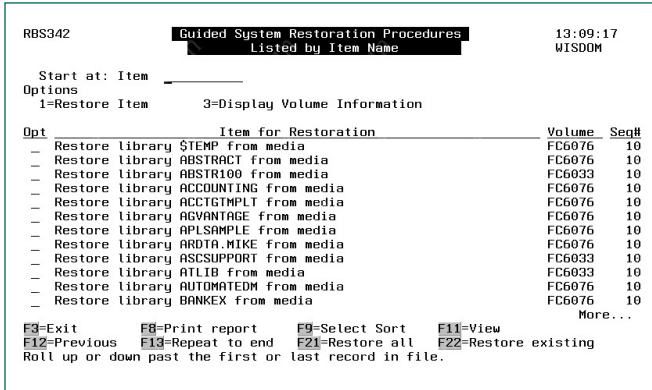 RBS342 Guided System Restoration Procedures 13:09:17
Listed by Item Name WISDOM
Start at: Item
Options
1=Restore Item 3=Display Volume Information
Opt Item for Restoration Volume Seq#
_ Restore library $TEMP from media FC6076 10
_ Restore library ABSTRACT from media FC6076 10
_ Restore library ABSTR100 from media FC6033 10
_ Restore library ACCOUNTING from media FC6076 10
_ Restore library ACCTGTMPLT from media FC6076 10
_ Restore library AGVANTAGE from media FC6076 10
_ Restore library APLSAMPLE from media FC6076 10
_ Restore library ARDTA.MIKE from media FC6076 10
_ Restore library ASCSUPPORT from media FC6033 10
_ Restore library ATLIB from media FC6033 10
_ Restore library AUTOMATEDM from media FC6076 10
_ Restore library BANKEX from media FC6076 10
More...
F3=Exit F8=Print report F9=Select Sort F11=View
F12=Previous F13=Repeat to end F21=Restore all F22=Restore existing
Roll up or down past the first or last record in file.